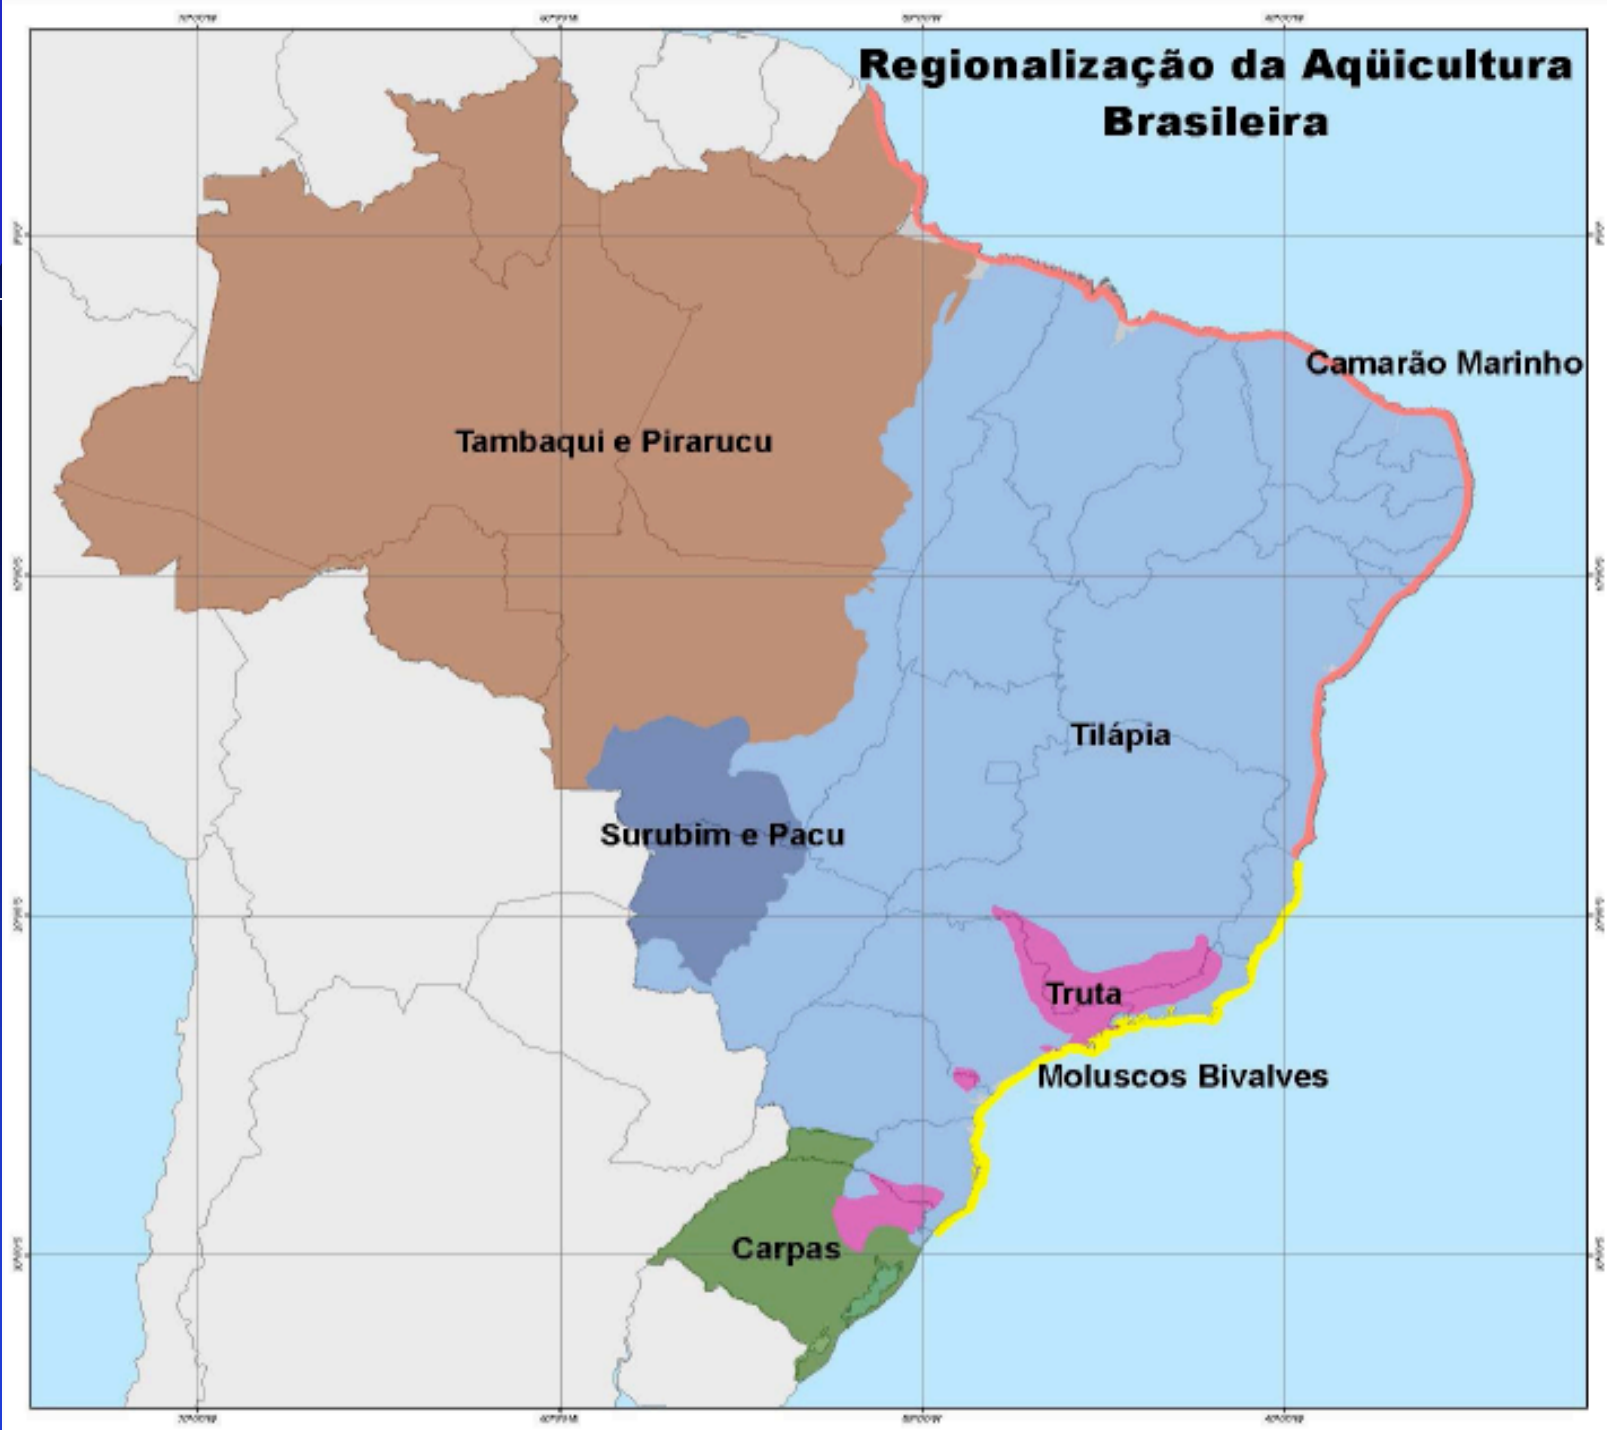 Regionalização da Aqüicultura
Brasileira
Camarão Marinho
Tambaqui e Pirarucu
Tilápia
Surubim e Pacu
Truta
Moluscos Bivalves
Carpas